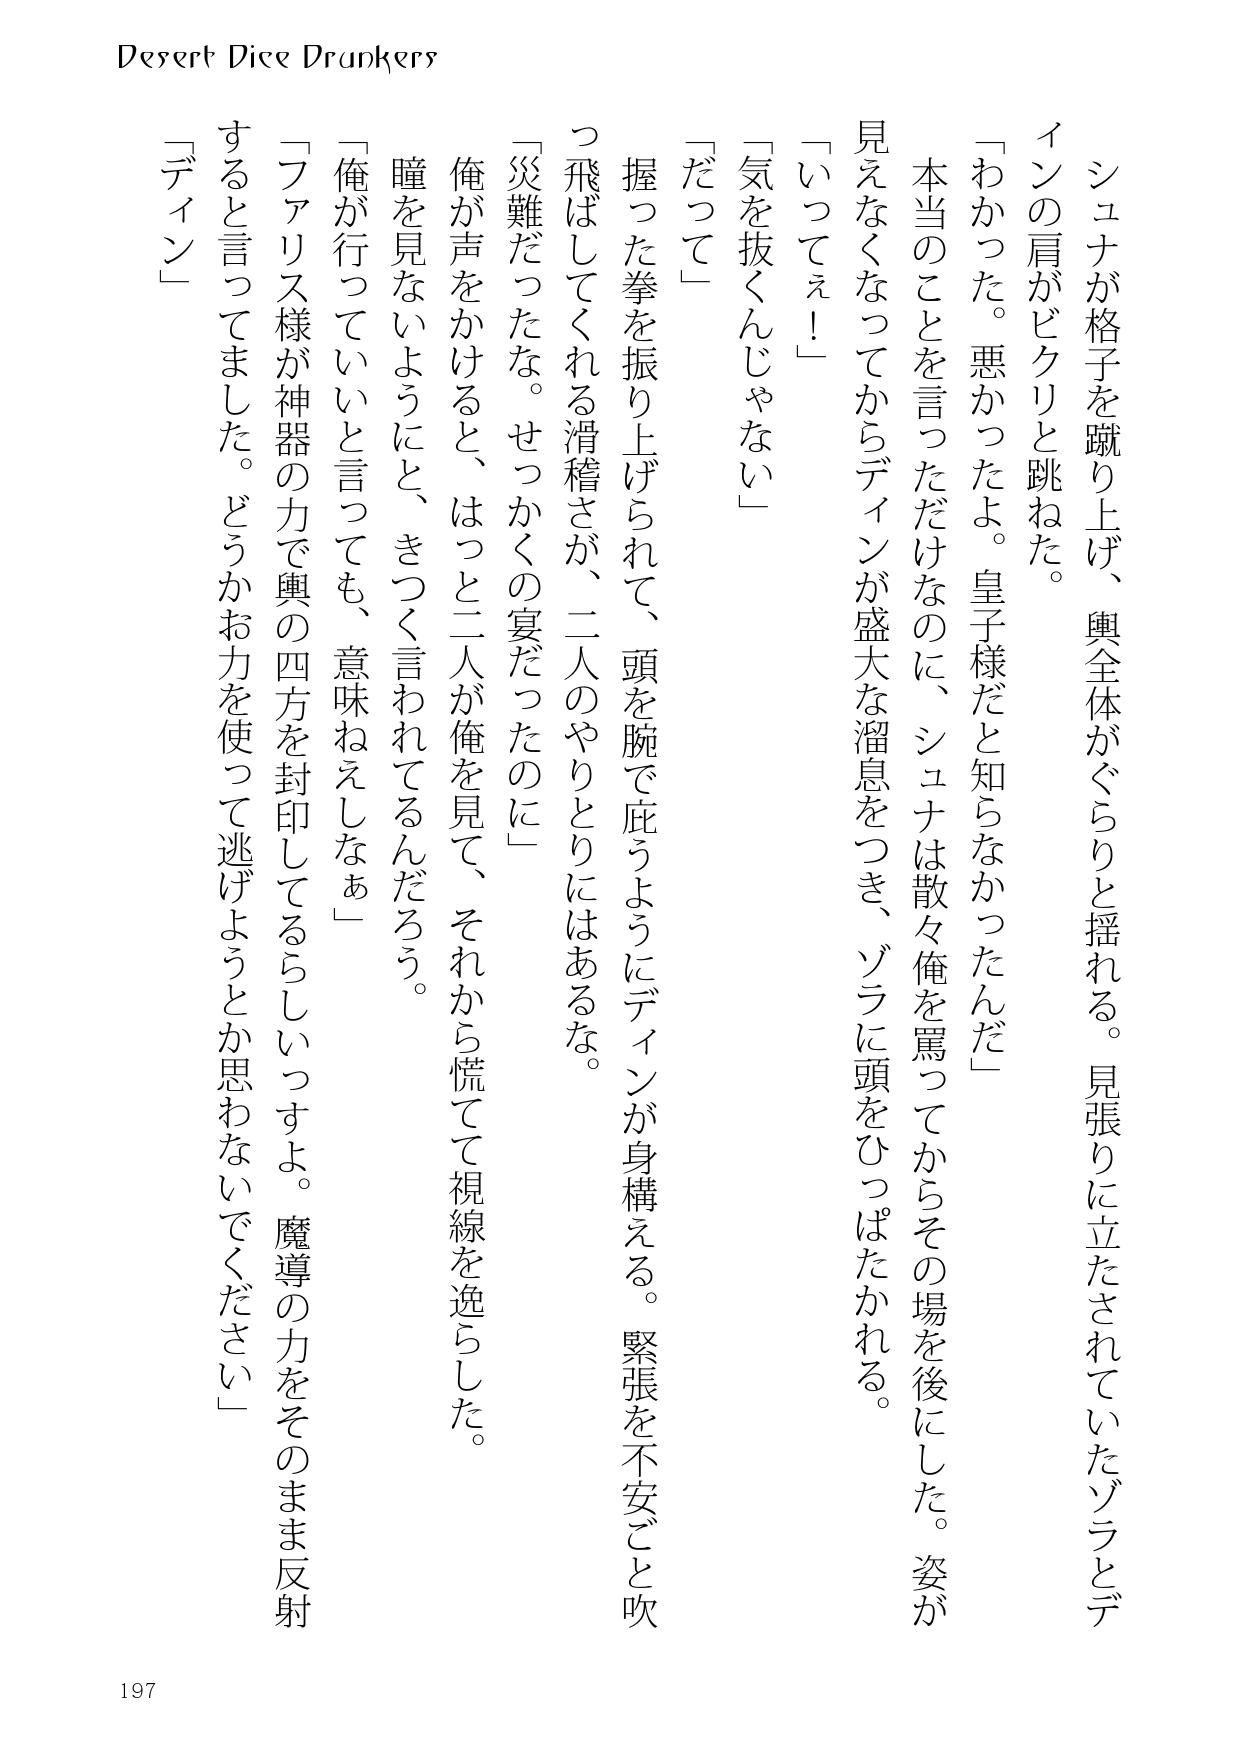 Desert Dice Drunkers
　シュナが格子を蹴り上げ、輿全体がぐらりと揺れる。見張りに立たされていたゾラとデ
ィンの肩がビクリと跳ねた。
「わかった。悪かったよ。皇子様だと知らなかったんだ」
　本当のことを言っただけなのに、シュナは散々俺を罵ってからその場を後にした。姿が
見えなくなってからディンが盛大な溜息をつき、ゾラに頭をひっぱたかれる。
「いってぇ！」
「気を抜くんじゃない」
「だって」
　握った拳を振り上げられて、頭を腕で庇うようにディンが身構える。緊張を不安ごと吹
っ飛ばしてくれる滑稽さが、二人のやりとりにはあるな。
「災難だったな。せっかくの宴だったのに」
　俺が声をかけると、はっと二人が俺を見て、それから慌てて視線を逸らした。
　瞳を見ないようにと、きつく言われてるんだろう。
「俺が行っていいと言っても、意味ねえしなぁ」
「ファリス様が神器の力で輿の四方を封印してるらしいっすよ。魔導の力をそのまま反射
すると言ってました。どうかお力を使って逃げようとか思わないでください」
「ディン」
197